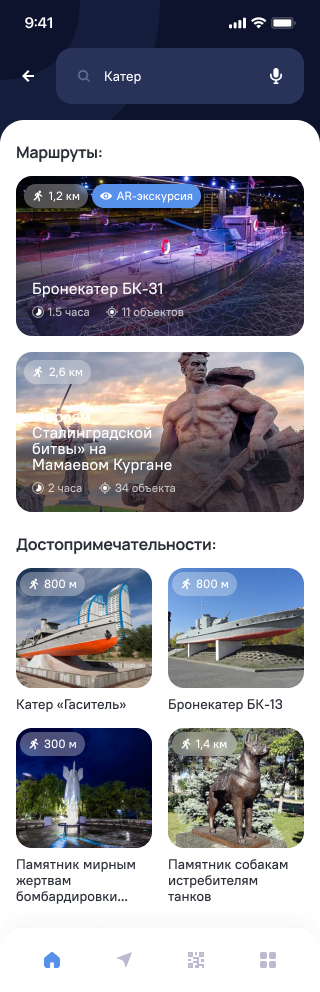 9:41
Катер
Маршруты:
1,2 км
AR-экскурсия
Бронекатер БК-31
1.5 часа
11 объектов
2,6 км
Сталинградской
битвы» на
Мамаевом Кургане
2 часа
34 объекта
Достопримечательности:
800 м
800 м
Катер «Гаситель»
Бронекатер БК-13
300 м
1,4 км
Памятник мирным
жертвам
бомбардировки...
Памятник собакам
истребителям
танков